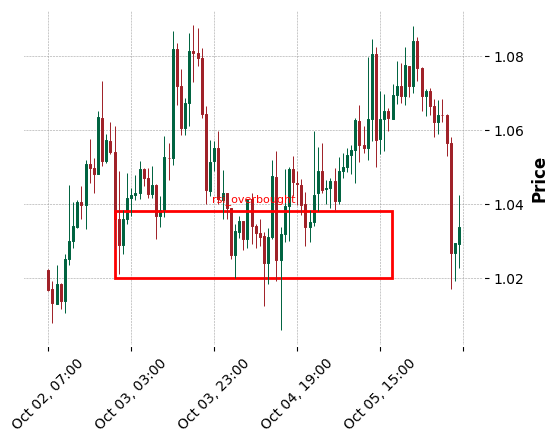 1.08
1.06
1.04
1.02
Price
rsi_overbought
Oct 02, 07:00
Oct 03, 03:00
Oct 03, 23:00
Oct 04, 19:00
Oct 05, 15:00